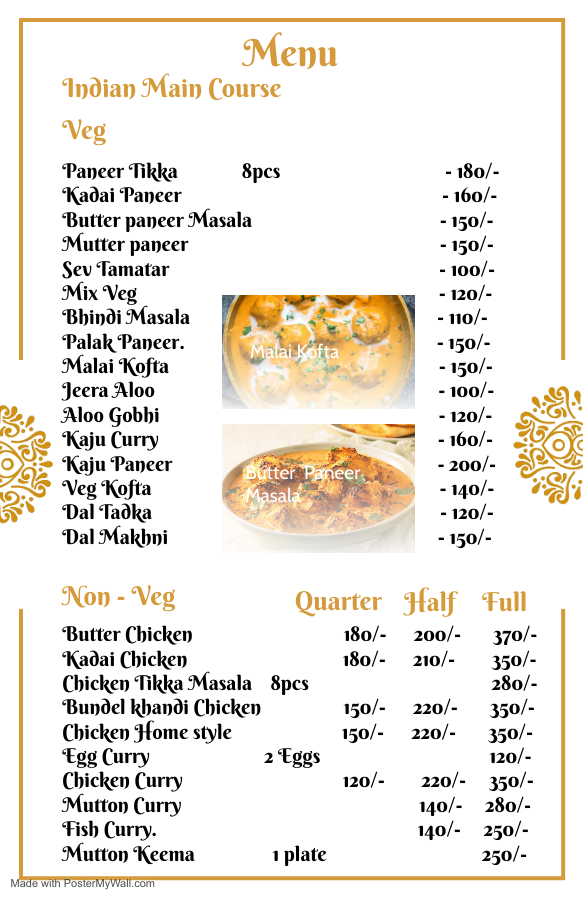 Menu
Indian Main Course
Veg
Paneer Tikka 8pcs - 180/-
Kadai Paneer - 160/-
Butter paneer Masala - 150/-
Mutter paneer - 150/-
Sev Tamatar - 100/-
Mix Veg - 120/-
Bhindi Masala - 110/-
Palak Paneer. - 150/-
Malai Kofta - 150/-
Jeera Aloo - 100/-
Aloo Gobhi - 120/-
Kaju Curry - 160/-
Kaju Paneer - 200/-
Veg Kofta - 140/-
Dal Tadka - 120/-
Dal Makhni - 150/-
Malai Kofta
Butter Paneer
Masala
Non - Veg Quarter Half Full
Butter Chicken 180/- 200/- 370/-
Kadai Chicken 180/- 210/- 350/-
Chicken Tikka Masala 8pcs 280/-
Bundel khandi Chicken 150/- 220/- 350/-
Chicken Home style 150/- 220/- 350/-
Egg Curry 2 Eggs 120/-
Chicken Curry 120/- 220/- 350/-
Mutton Curry 140/- 280/-
Fish Curry. 140/- 250/-
Mutton Keema 1 plate 250/-
Made with PosterMyWall.com